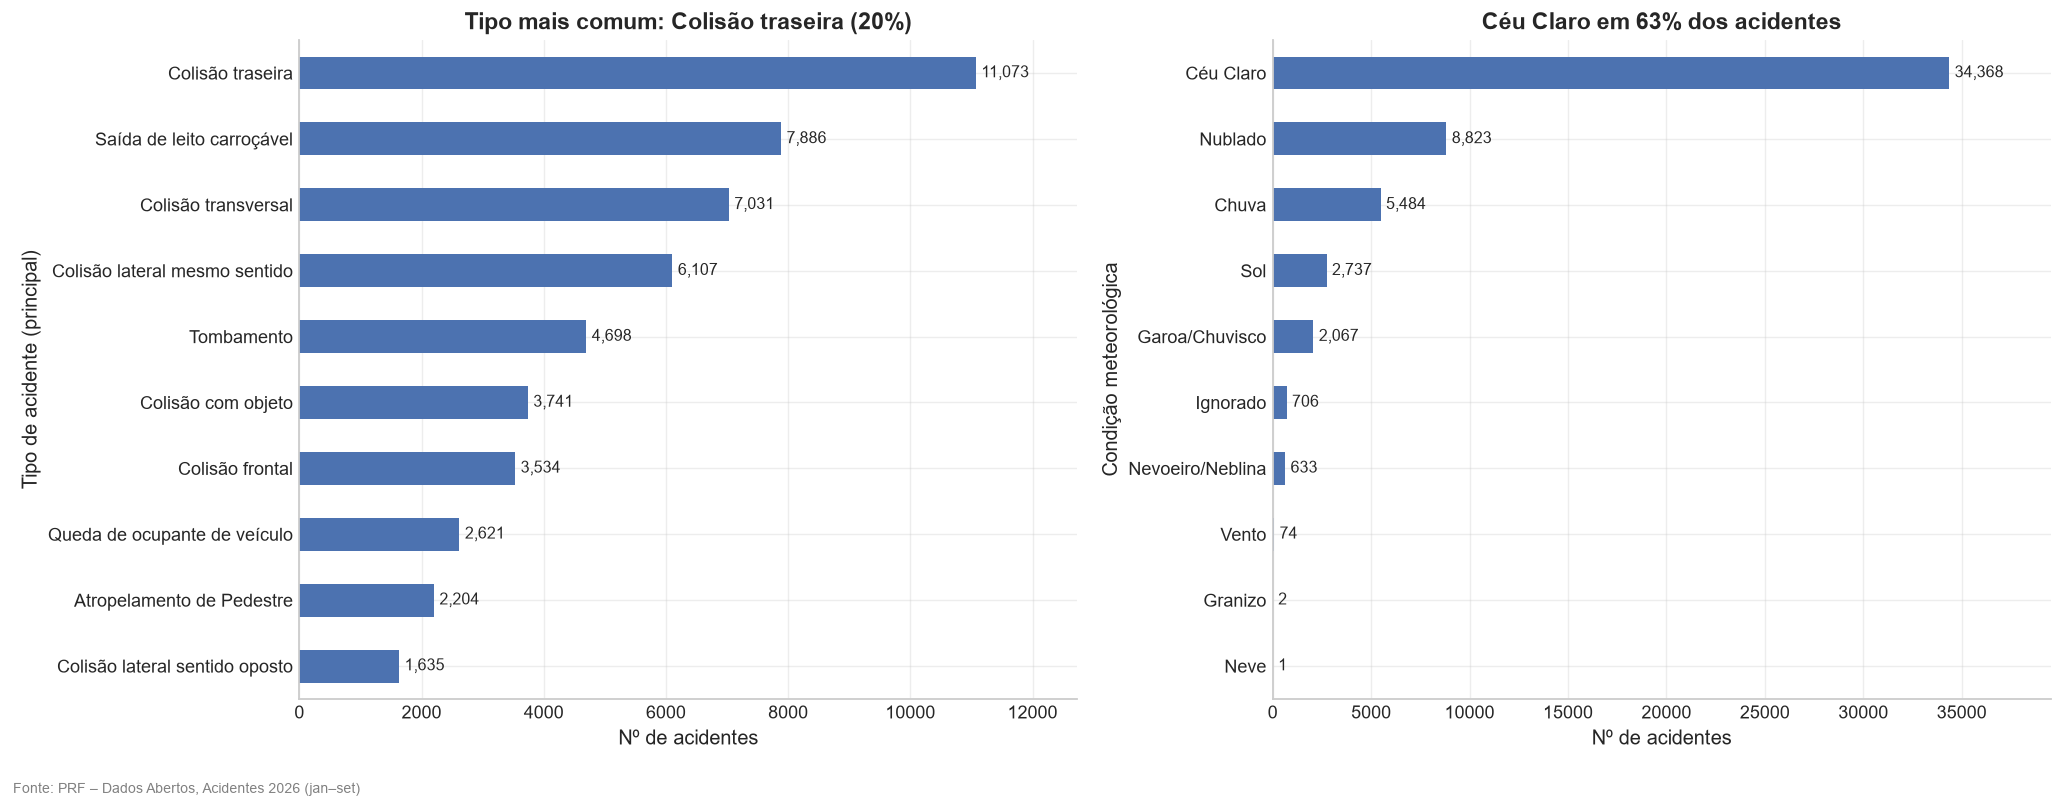 Tipo mais comum: Colisão traseira (20%)
Tipo de acidente (principal)
Colisão traseira 11,073
Saída de leito carroçável 7,886
Colisão transversal 7,031
Colisão lateral mesmo sentido 6,107
Tombamento 4,698
Colisão com objeto 3,741
Colisão frontal 3,534
Queda de ocupante de veículo 2,621
Atropelamento de Pedestre 2,204
Colisão lateral sentido oposto 1,635
0 2000 4000 6000 8000 10000 12000
Nº de acidentes
Céu Claro em 63% dos acidentes
Condição meteorológica
Céu Claro 34,368
Nublado 8,823
Chuva 5,484
Sol 2,737
Garoa/Chuvisco 2,067
Ignorado 706
Nevoeiro/Neblina 633
Vento 74
Granizo 2
Neve 1
0 5000 10000 15000 20000 25000 30000 35000
Nº de acidentes
Fonte: PRF – Dados Abertos, Acidentes 2026 (jan–set)